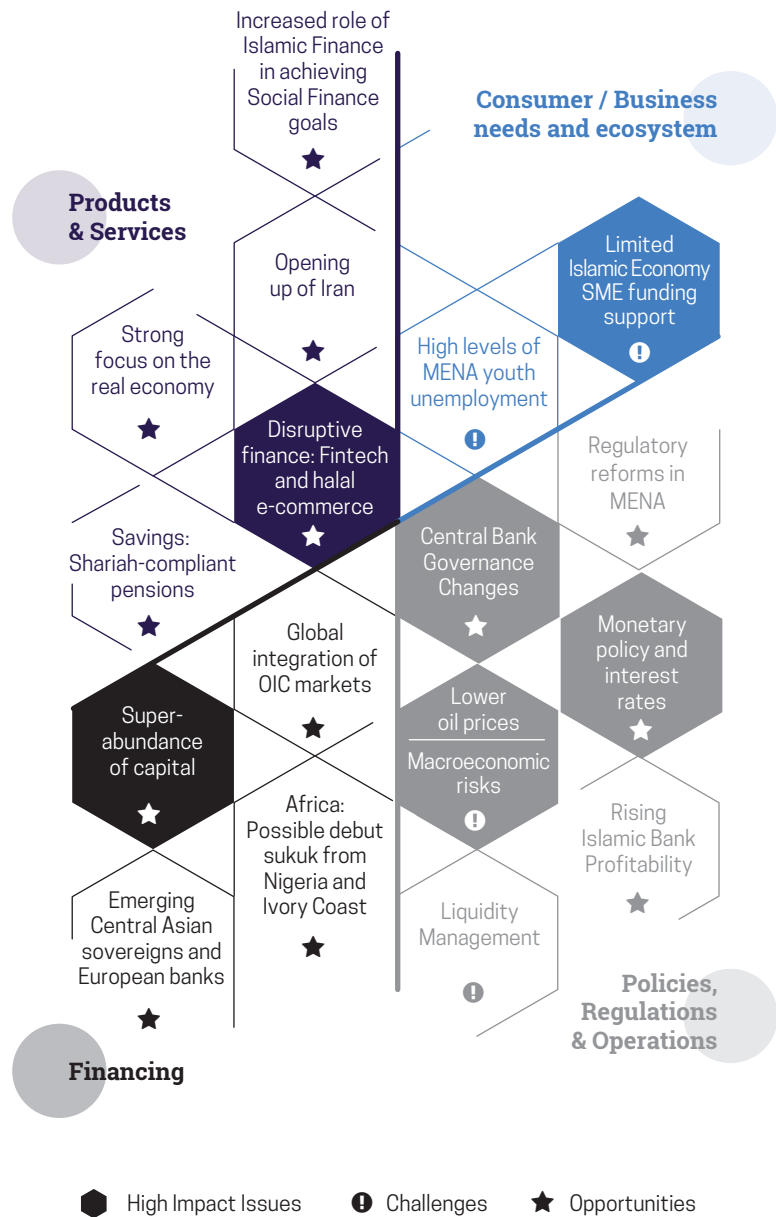 Increased role of
Islamic Finance
in achieving
Social Finance
goals
Consumer / Business
needs and ecosystem
Products
& Services
Opening
up of Iran
Limited
Islamic Economy
SME funding
support
Strong
focus on the
real economy
High levels of
MENA youth
unemployment
Disruptive
finance: Fintech
and halal
e-commerce
Regulatory
reforms in
MENA
Savings:
Shariah-compliant
pensions
Central Bank
Governance
Changes
Global
integration of
OIC markets
Monetary
policy and
interest
rates
Super-
abundance
of capital
Lower
oil prices
Macroeconomic
risks
Africa:
Possible debut
sukuk from
Nigeria and
Ivory Coast
Rising
Islamic Bank
Profitability
Emerging
Central Asian
sovereigns and
European banks
Liquidity
Management
Policies,
Regulations
& Operations
Financing
High Impact Issues
Challenges
Opportunities